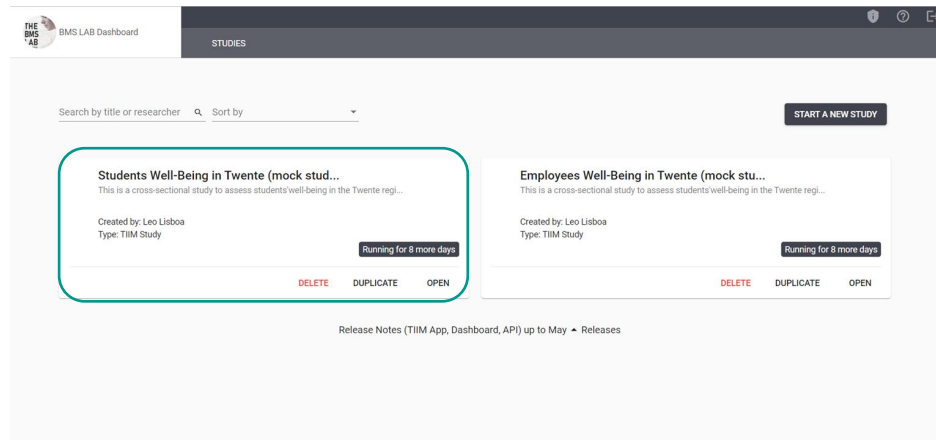 THE
BMS
LAB
BMS LAB Dashboard
STUDIES
Search by title or researcher
Sort by
START A NEW STUDY
Students Well-Being in Twente (mock stud...
This is a cross-sectional study to assess students'well-being in the Twente regi...
Created by: Leo Lisboa
Type: TIIM Study
Running for 8 more days
DELETE DUPLICATE OPEN
Employees Well-Being in Twente (mock stu...
This is a cross-sectional study to assess students'well-being in the Twente regi...
Created by: Leo Lisboa
Type: TIIM Study
Running for 8 more days
DELETE DUPLICATE OPEN
Release Notes (TIIM App, Dashboard, API) up to May Releases